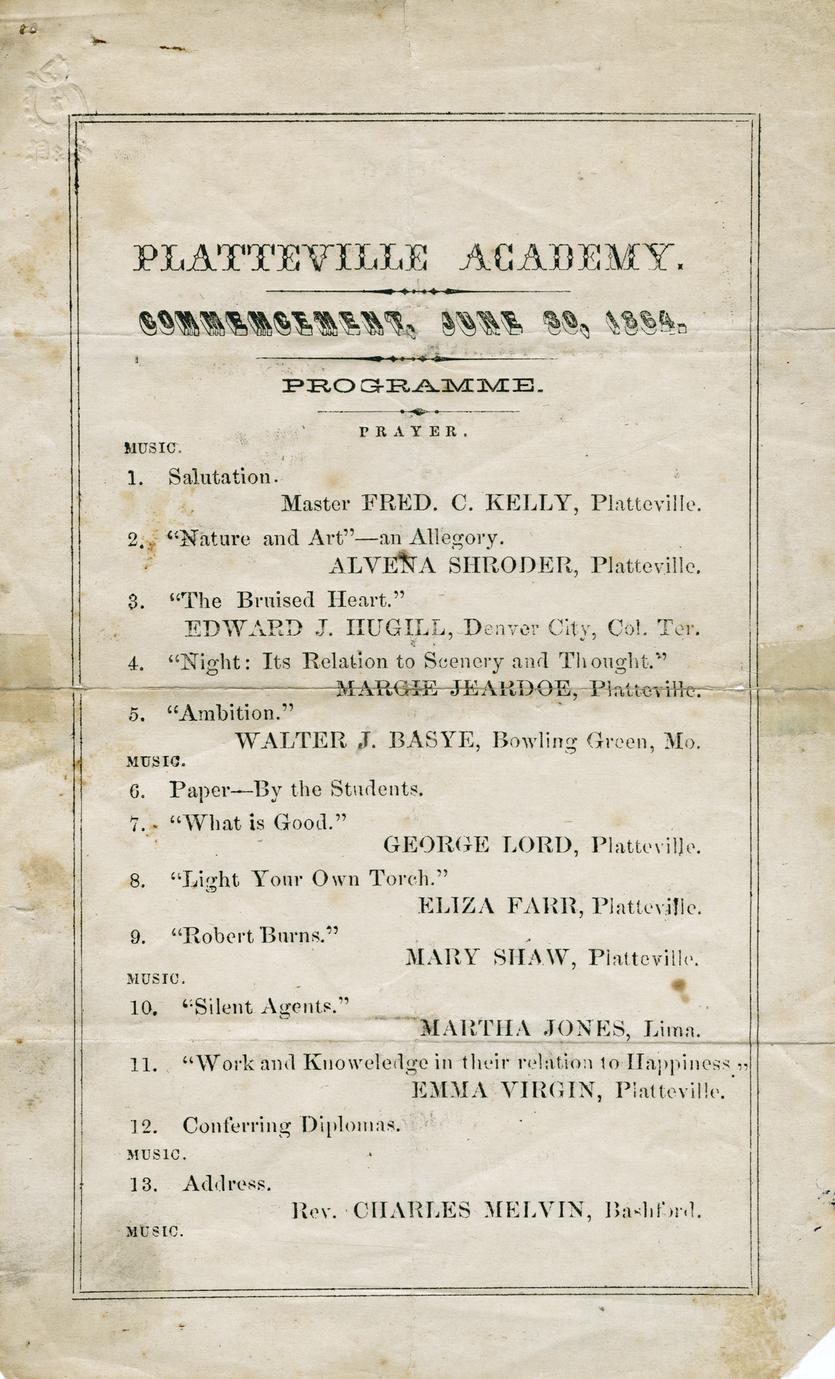 PLATTEVILLE ACADEMY.
COMMENCEMENT, JUNE 30, 1864.
PROGRAMME.
PRAYER.
MUSIC.
1. Salutation.
Master FRED. C. KELLY, Platteville.
2. “Nature and Art”—an Allegory.
ALVENA SHRODER, Platteville.
3. “The Bruised Heart.”
EDWARD J. HUGILL, Denver City, Col. Ter.
4. “Night: Its Relation to Scenery and Thought.”
MARGIE JEARDOE, Platteville.
5. “Ambition.”
WALTER J. BASYE, Bowling Green, Mo.
MUSIC.
6. Paper—By the Students.
7. “What is Good.”
GEORGE LORD, Platteville.
8. “Light Your Own Torch.”
ELIZA FARR, Platteville.
9. “Robert Burns.”
MARY SHAW, Platteville.
MUSIC.
10. “Silent Agents.”
MARTHA JONES, Lima.
11. “Work and Knoweledge in their relation to Happiness.”
EMMA VIRGIN, Platteville.
12. Conferring Diplomas.
MUSIC.
13. Address.
Rev. CHARLES MELVIN, Bashford.
MUSIC.